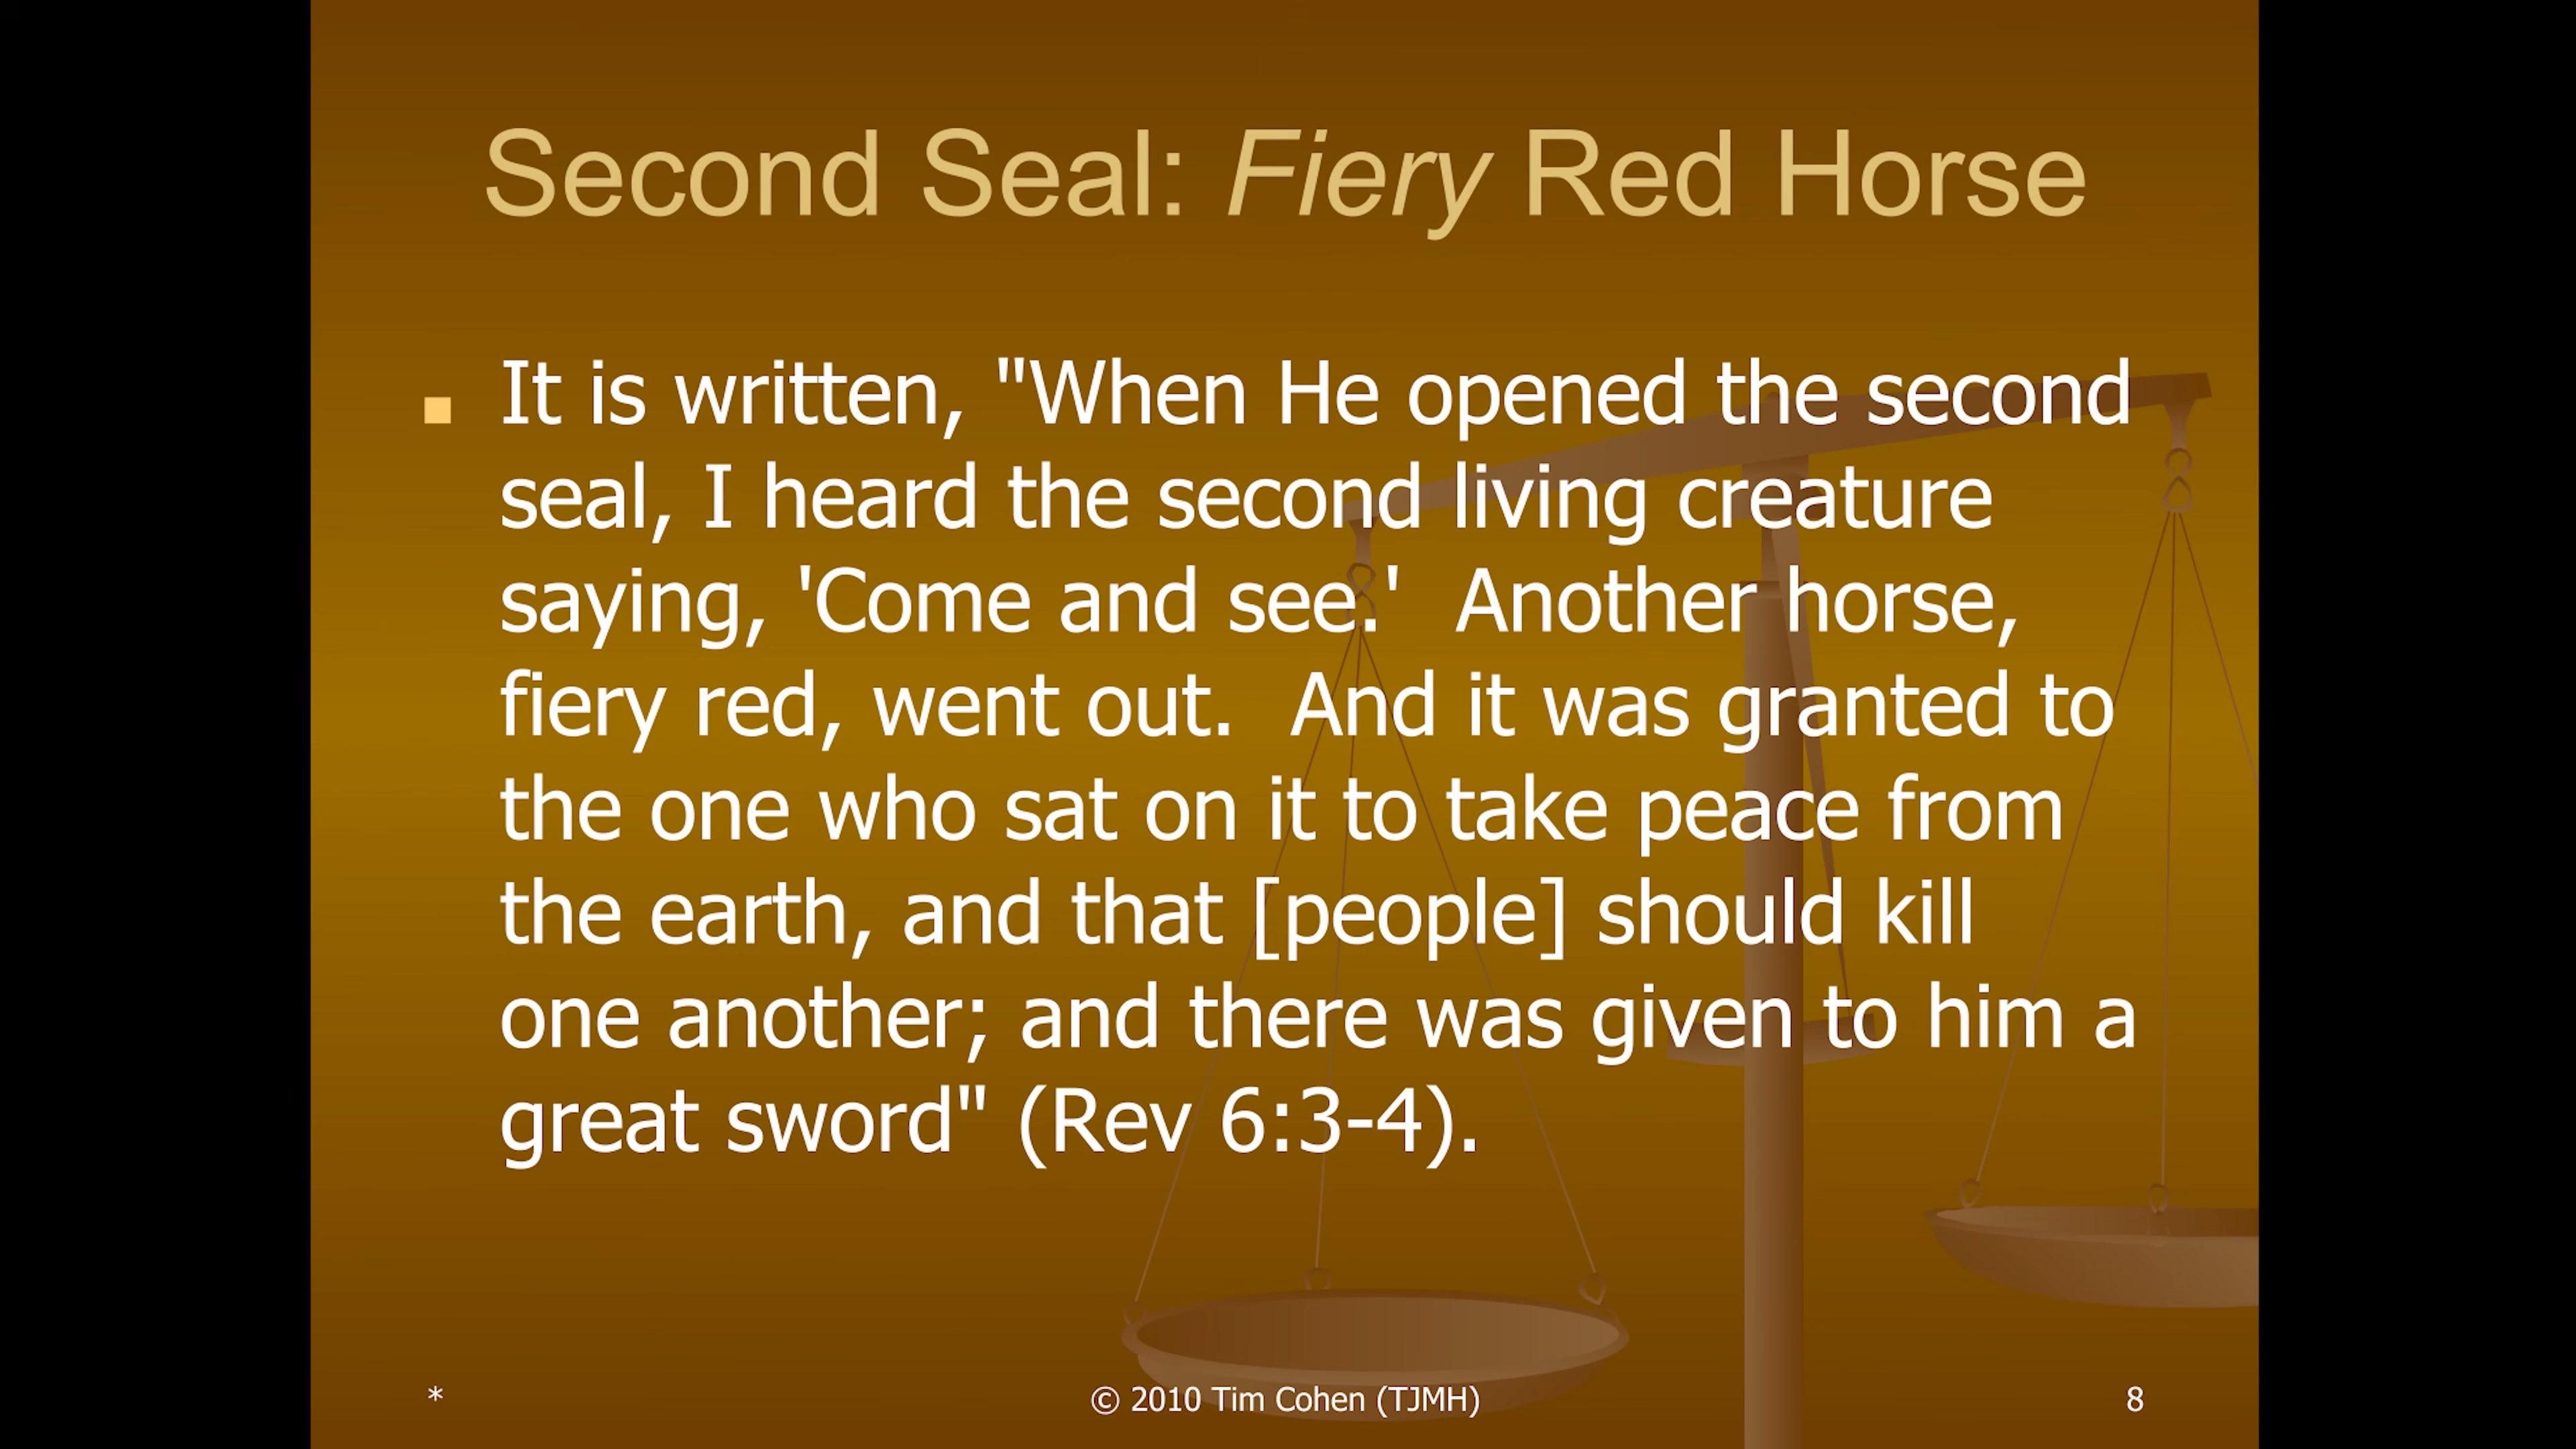 Second Seal: Fiery Red Horse
■ It is written, "When He opened the second
seal, I heard the second living creature
saying, 'Come and see.'  Another horse,
fiery red, went out.  And it was granted to
the one who sat on it to take peace from
the earth, and that [people] should kill
one another; and there was given to him a
great sword" (Rev 6:3-4).
* © 2010 Tim Cohen (TJMH) 8